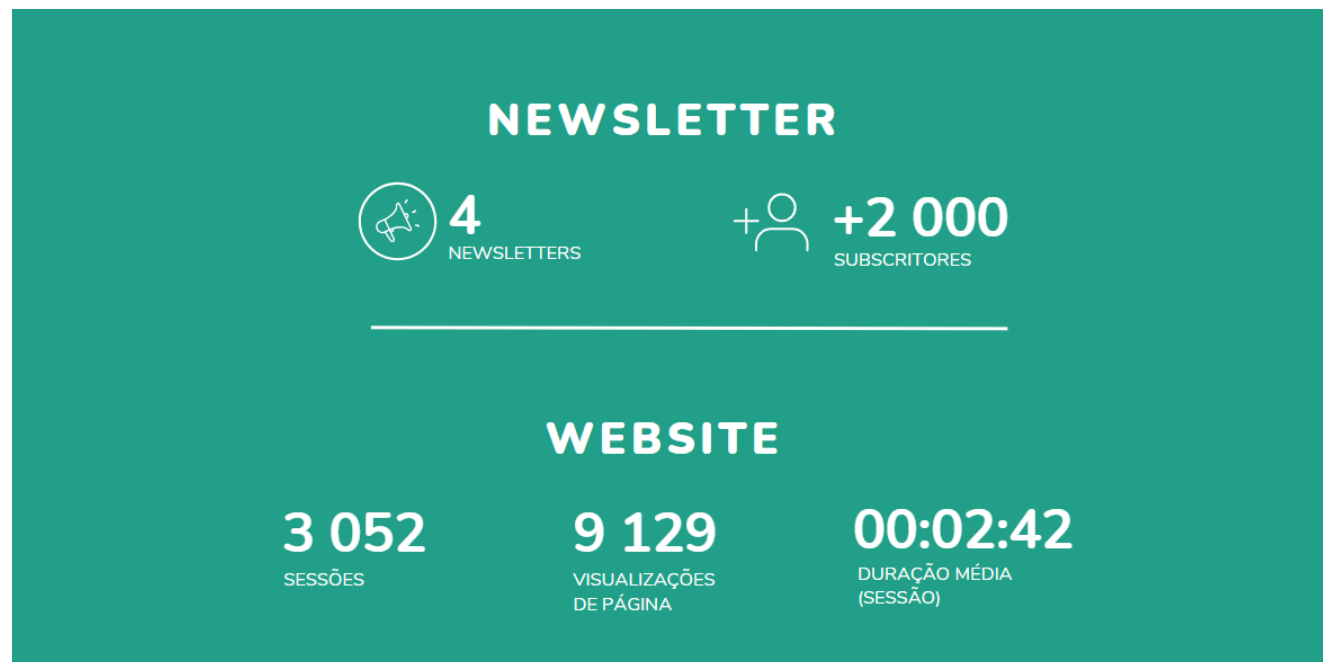 NEWSLETTER
4
NEWSLETTERS
+2 000
SUBSCRITORES
WEBSITE
3 052
SESSÕES
9 129
VISUALIZAÇÕES
DE PÁGINA
00:02:42
DURAÇÃO MÉDIA
(SESSÃO)